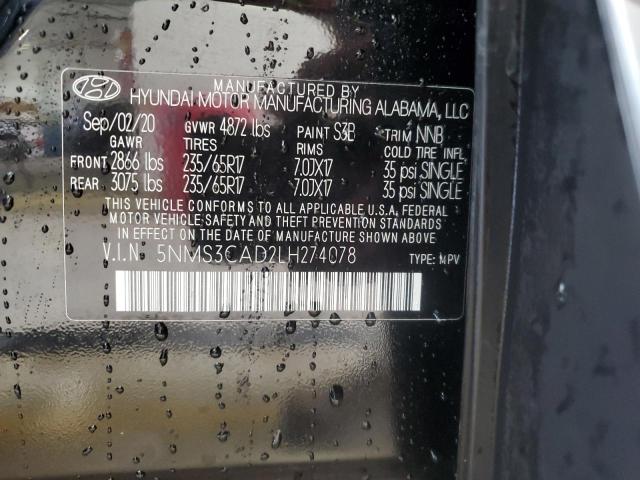 MANUFACTURED BY
HYUNDAI MOTOR MANUFACTURING ALABAMA, LLC
Sep/02/20 GVWR 4872 lbs PAINT S3B TRIM NNB
GAWR TIRES RIMS COLD TIRE INFL.
FRONT 2866 lbs 235/65R17 7.0JX17 35 psi SINGLE
REAR 3075 lbs 235/65R17 7.0JX17 35 psi SINGLE
THIS VEHICLE CONFORMS TO ALL APPLICABLE U.S.A. FEDERAL
MOTOR VEHICLE SAFETY AND THEFT PREVENTION STANDARDS
IN EFFECT ON THE DATE OF MANUFACTURE SHOWN ABOVE.
V.I.N. 5NMS3CAD2LH274078 TYPE: MPV